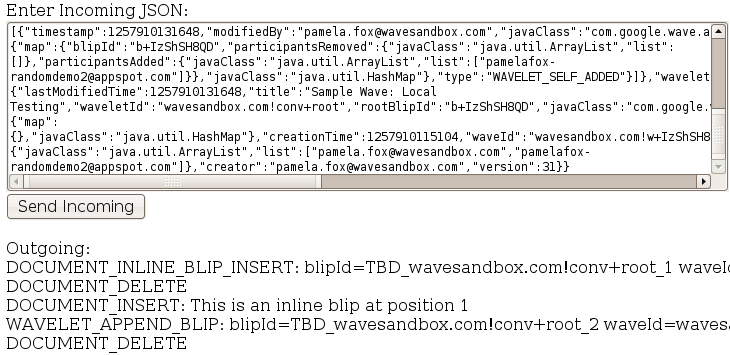 Enter Incoming JSON:
[{"timestamp":1257910131648,"modifiedBy":"pamela.fox@wavesandbox.com","javaClass":"com.google.wave.a
{"map":{"blipId":"b+IzShSH8QD","participantsRemoved":{"javaClass":"java.util.ArrayList","list":
[]},"participantsAdded":{"javaClass":"java.util.ArrayList","list":["pamelafox-
randomdemo2@appspot.com"]}},"javaClass":"java.util.HashMap"},"type":"WAVELET_SELF_ADDED"}]},"wavelet
{"lastModifiedTime":1257910131648,"title":"Sample Wave: Local
Testing","waveletId":"wavesandbox.com!conv+root","rootBlipId":"b+IzShSH8QD","javaClass":"com.google.w
{"map":
{},"javaClass":"java.util.HashMap"},"creationTime":1257910115104,"waveId":"wavesandbox.com!w+IzShSH8
{"javaClass":"java.util.ArrayList","list":["pamela.fox@wavesandbox.com","pamelafox-
randomdemo2@appspot.com"]},"creator":"pamela.fox@wavesandbox.com","version":31}}
Send Incoming
Outgoing:
DOCUMENT_INLINE_BLIP_INSERT: blipId=TBD_wavesandbox.com!conv+root_1 waveId
DOCUMENT_DELETE
DOCUMENT_INSERT: This is an inline blip at position 1
WAVELET_APPEND_BLIP: blipId=TBD_wavesandbox.com!conv+root_2 waveId=waves
DOCUMENT_DELETE